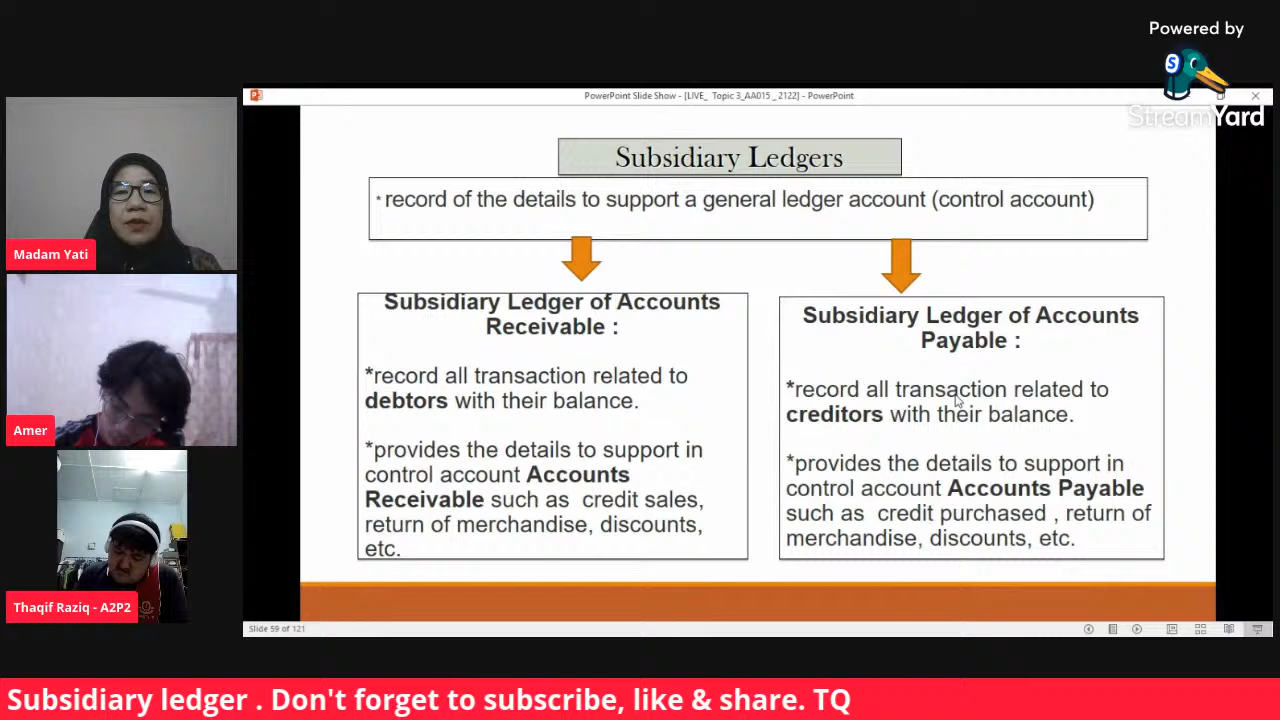 Powered by
S
StreamYard
PowerPoint Slide Show - [LIVE_ Topic 3_AA015 _ 2122] - PowerPoint
Madam Yati
Amer
Thaqif Raziq - A2P2
Subsidiary Ledgers
* record of the details to support a general ledger account (control account)
Subsidiary Ledger of Accounts
Receivable :
*record all transaction related to
debtors with their balance.
*provides the details to support in
control account Accounts
Receivable such as credit sales,
return of merchandise, discounts,
etc.
Subsidiary Ledger of Accounts
Payable :
*record all transaction related to
creditors with their balance.
*provides the details to support in
control account Accounts Payable
such as credit purchased , return of
merchandise, discounts, etc.
Slide 59 of 121
Subsidiary ledger . Don't forget to subscribe, like & share. TQ